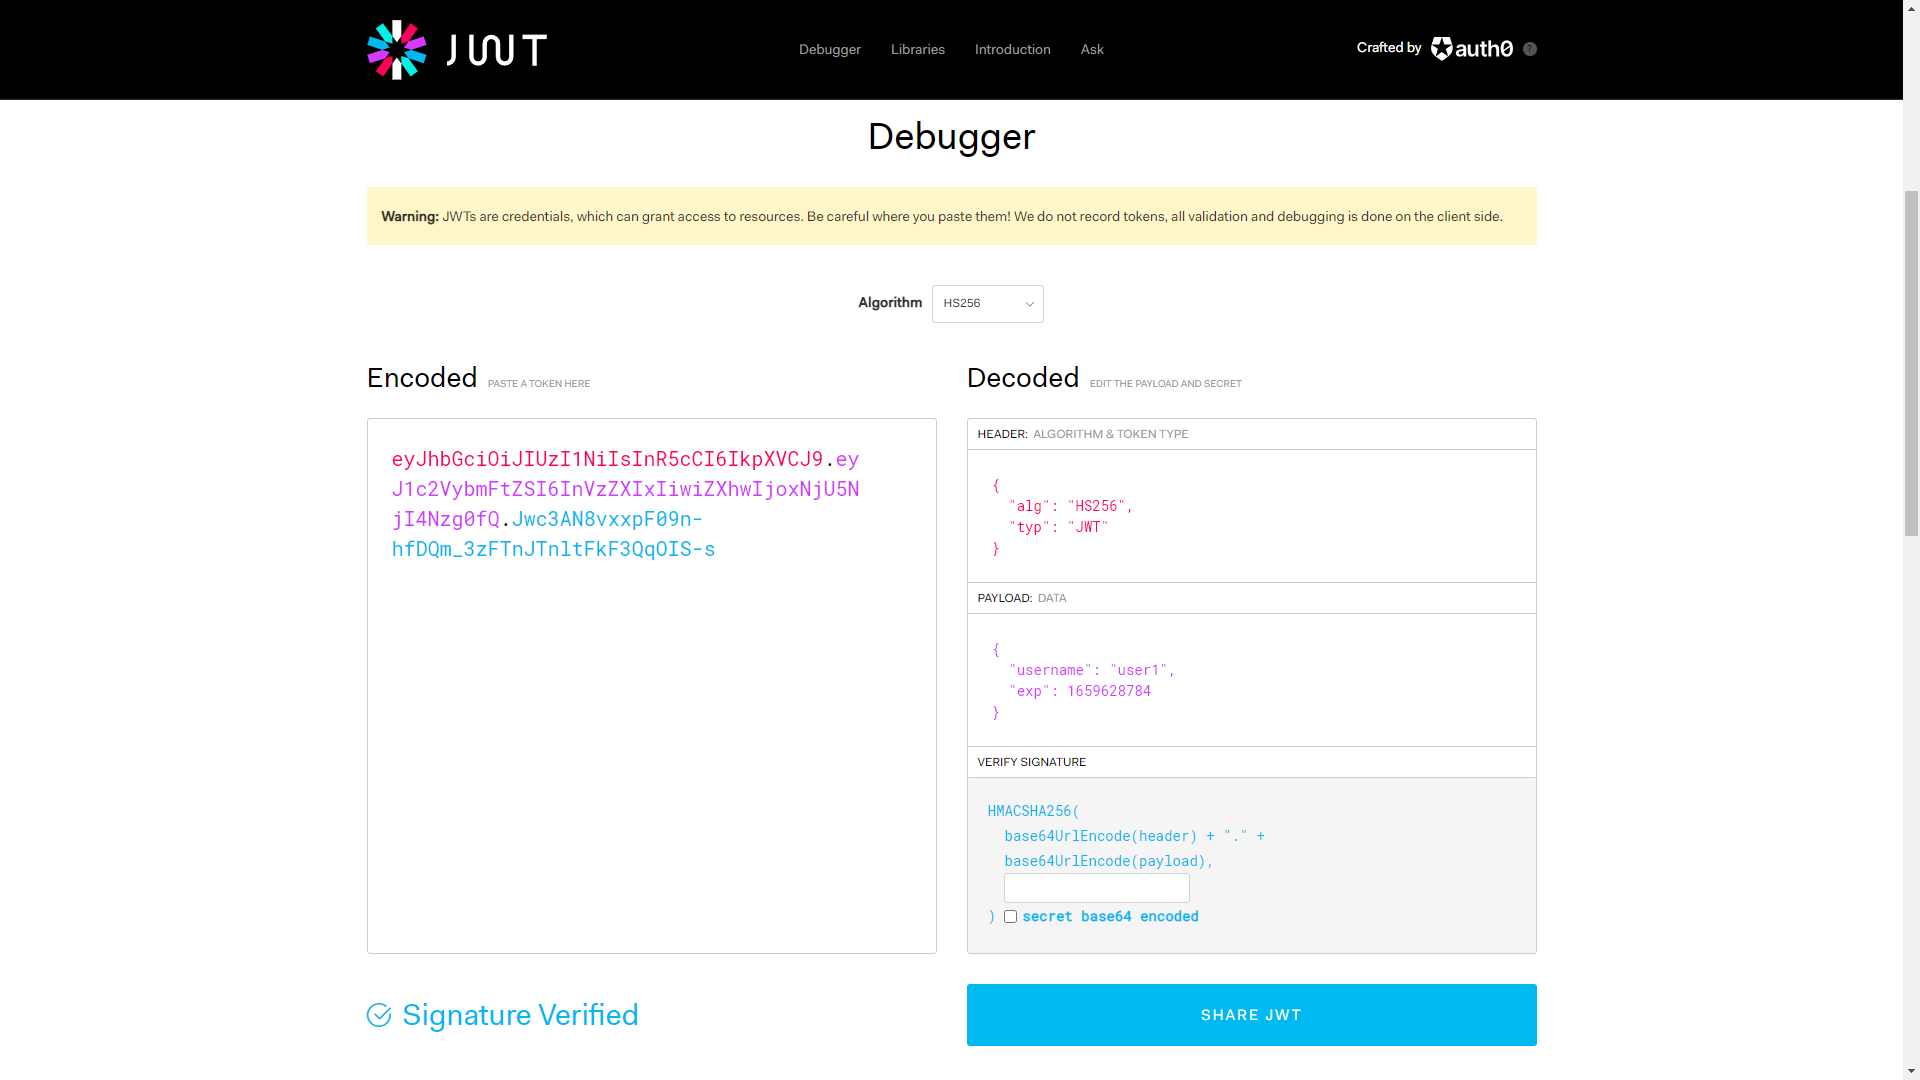 JWT
Debugger Libraries Introduction Ask
Crafted by auth0 ?
Debugger
Warning: JWTs are credentials, which can grant access to resources. Be careful where you paste them! We do not record tokens, all validation and debugging is done on the client side.
Algorithm HS256
Encoded PASTE A TOKEN HERE
eyJhbGciOiJIUzI1NiIsInR5cCI6IkpXVCJ9.ey
J1c2VybmFtZSI6InVzZXIxIiwiZXhwIjoxNjU5N
jI4Nzg0fQ.Jwc3AN8vxxpF09n-
hfDQm_3zFTnJTnltFkF3QqOIS-s
Decoded EDIT THE PAYLOAD AND SECRET
HEADER: ALGORITHM & TOKEN TYPE
{
"alg": "HS256",
"typ": "JWT"
}
PAYLOAD: DATA
{
"username": "user1",
"exp": 1659628784
}
VERIFY SIGNATURE
HMACSHA256(
base64UrlEncode(header) + "." +
base64UrlEncode(payload),
) secret base64 encoded
Signature Verified
SHARE JWT